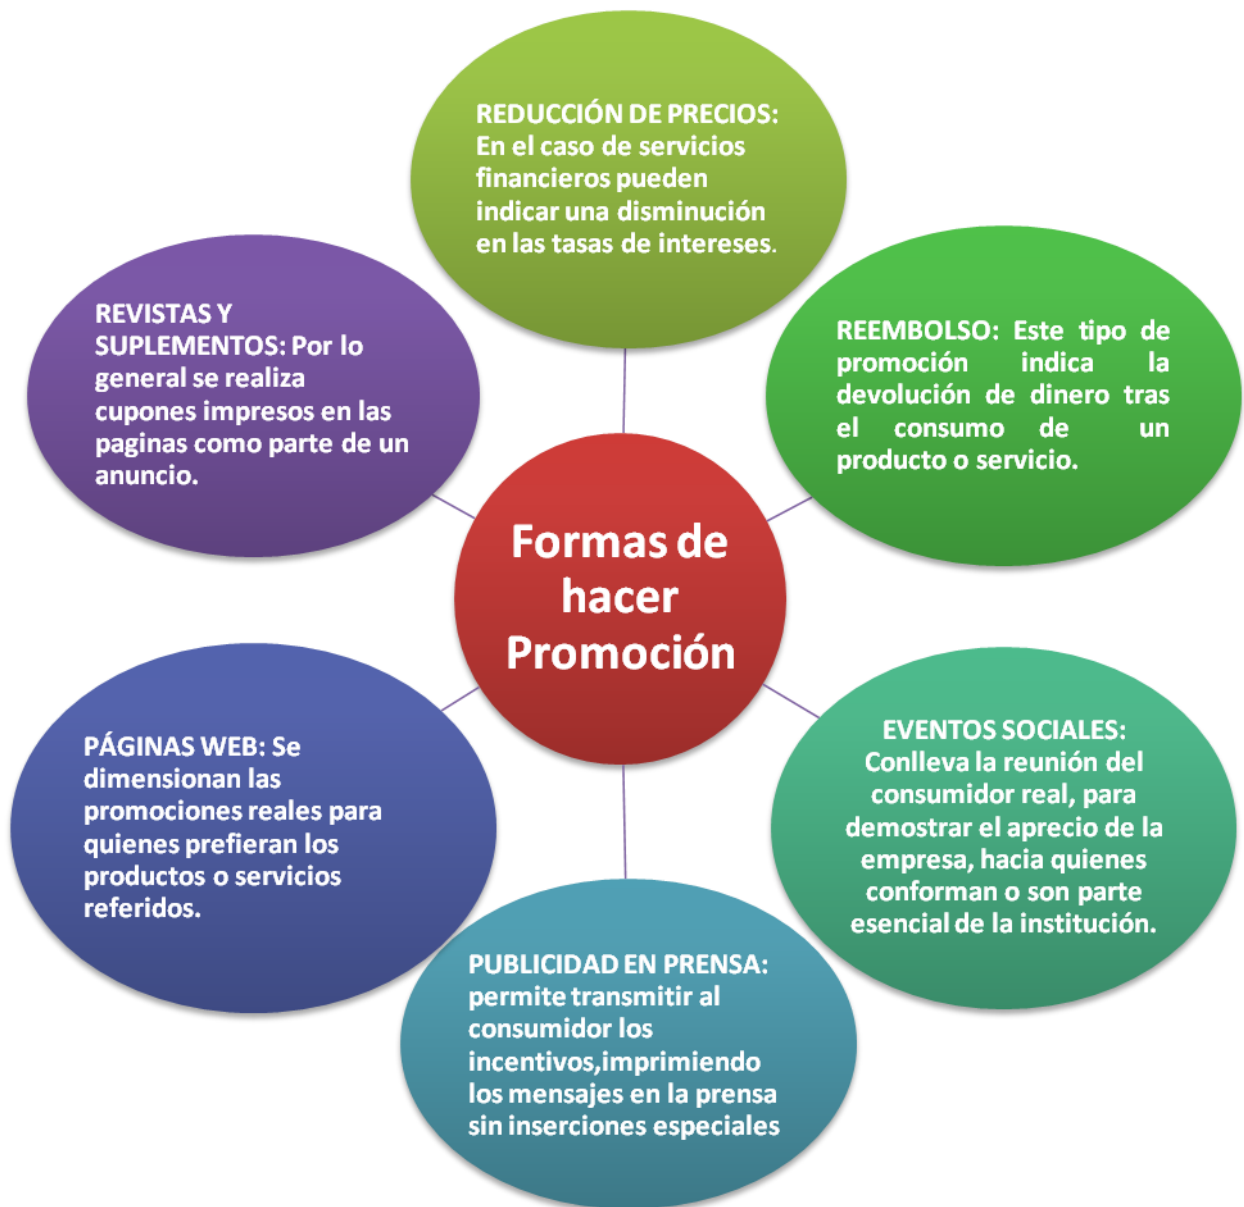 REDUCCIÓN DE PRECIOS:
En el caso de servicios
financieros pueden
indicar una disminución
en las tasas de intereses.
REEMBOLSO: Este tipo de
promoción indica la
devolución de dinero tras
el consumo de un
producto o servicio.
EVENTOS SOCIALES:
Conlleva la reunión del
consumidor real, para
demostrar el aprecio de la
empresa, hacia quienes
conforman o son parte
esencial de la institución.
PUBLICIDAD EN PRENSA:
permite transmitir al
consumidor los
incentivos,imprimiendo
los mensajes en la prensa
sin inserciones especiales
PÁGINAS WEB: Se
dimensionan las
promociones reales para
quienes prefieran los
productos o servicios
referidos.
REVISTAS Y
SUPLEMENTOS: Por lo
general se realiza
cupones impresos en las
paginas como parte de un
anuncio.
Formas de
hacer
Promoción